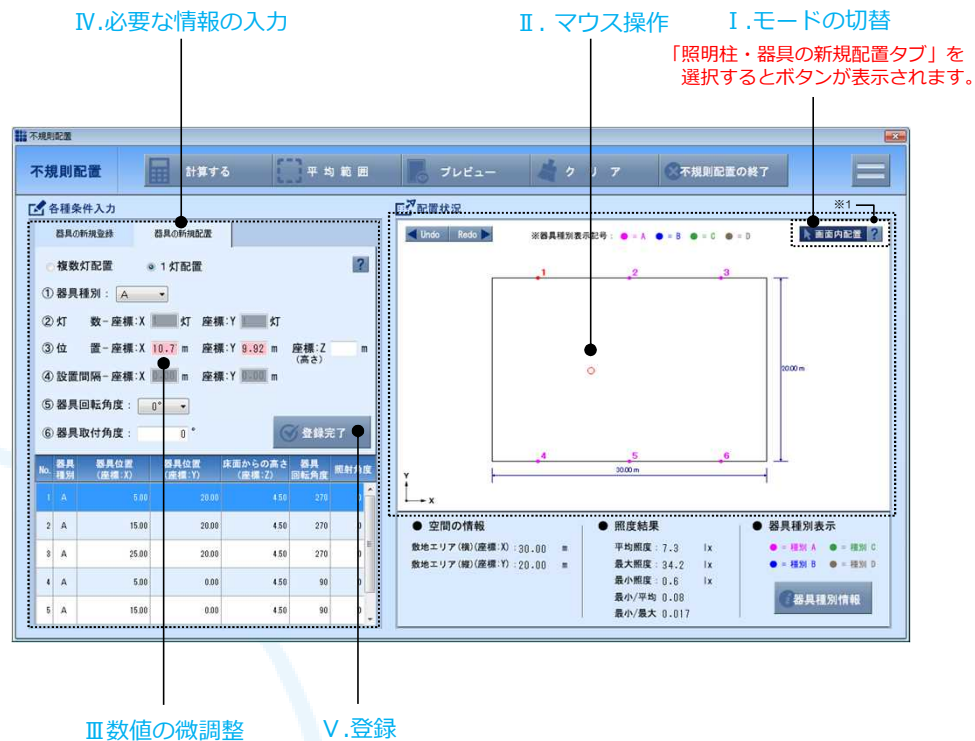 Ⅳ.必要な情報の入力
Ⅱ. マウス操作
Ⅰ.モードの切替
「照明柱・器具の新規配置タブ」を
選択するとボタンが表示されます。
不規則配置
不規則配置
計算する
平均範囲
プレビュー
クリア
不規則配置の終了
各種条件入力
配置状況
※1
器具の新規登録 器具の新規配置
Undo Redo
※器具種別表示記号: ● = A ● = B ● = C ● = D
画面内配置 ?
複数灯配置 1灯配置 ?
① 器具種別: A
② 灯 数-座標:X 灯 座標:Y 灯
③ 位 置-座標:X 10.7 m 座標:Y 9.92 m 座標:Z m
(高さ)
④ 設置間隔-座標:X 0.00 m 座標:Y 0.00 m
⑤ 器具回転角度: 0°
⑥ 器具取付角度: 0 °
登録完了
1 2 3
20.00 m
4 5 6
30.00 m
Y
X
No. 器具種別 器具位置(座標:X) 器具位置(座標:Y) 床面からの高さ(座標:Z) 器具回転角度 照射角度
1 A 5.00 20.00 4.50 270 0
2 A 15.00 20.00 4.50 270
3 A 25.00 20.00 4.50 270
4 A 5.00 0.00 4.50 90
5 A 15.00 0.00 4.50 90
● 空間の情報
敷地エリア(横)(座標:X):30.00 m
敷地エリア(縦)(座標:Y):20.00 m
● 照度結果
平均照度:7.3 lx
最大照度:34.2 lx
最小照度:0.6 lx
最小/平均 0.08
最小/最大 0.017
● 器具種別表示
● = 種別 A ● = 種別 C
● = 種別 B ● = 種別 D
器具種別情報
Ⅲ数値の微調整
Ⅴ.登録